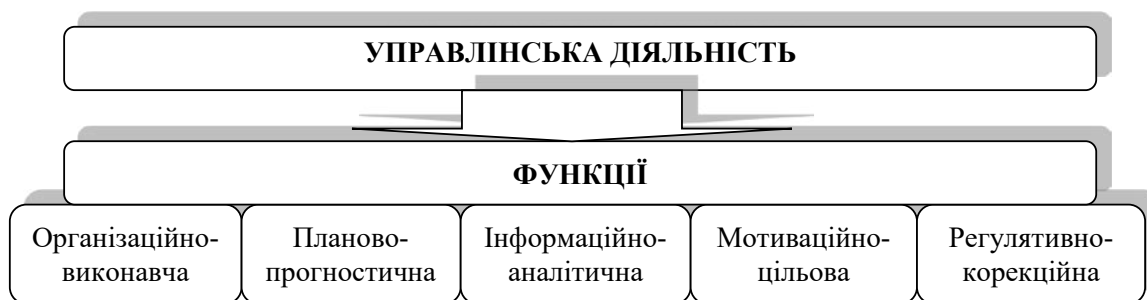 УПРАВЛІНСЬКА ДІЯЛЬНІСТЬ
ФУНКЦІЇ
Організаційно-
виконавча
Планово-
прогностична
Інформаційно-
аналітична
Мотиваційно-
цільова
Регулятивно-
корекційна